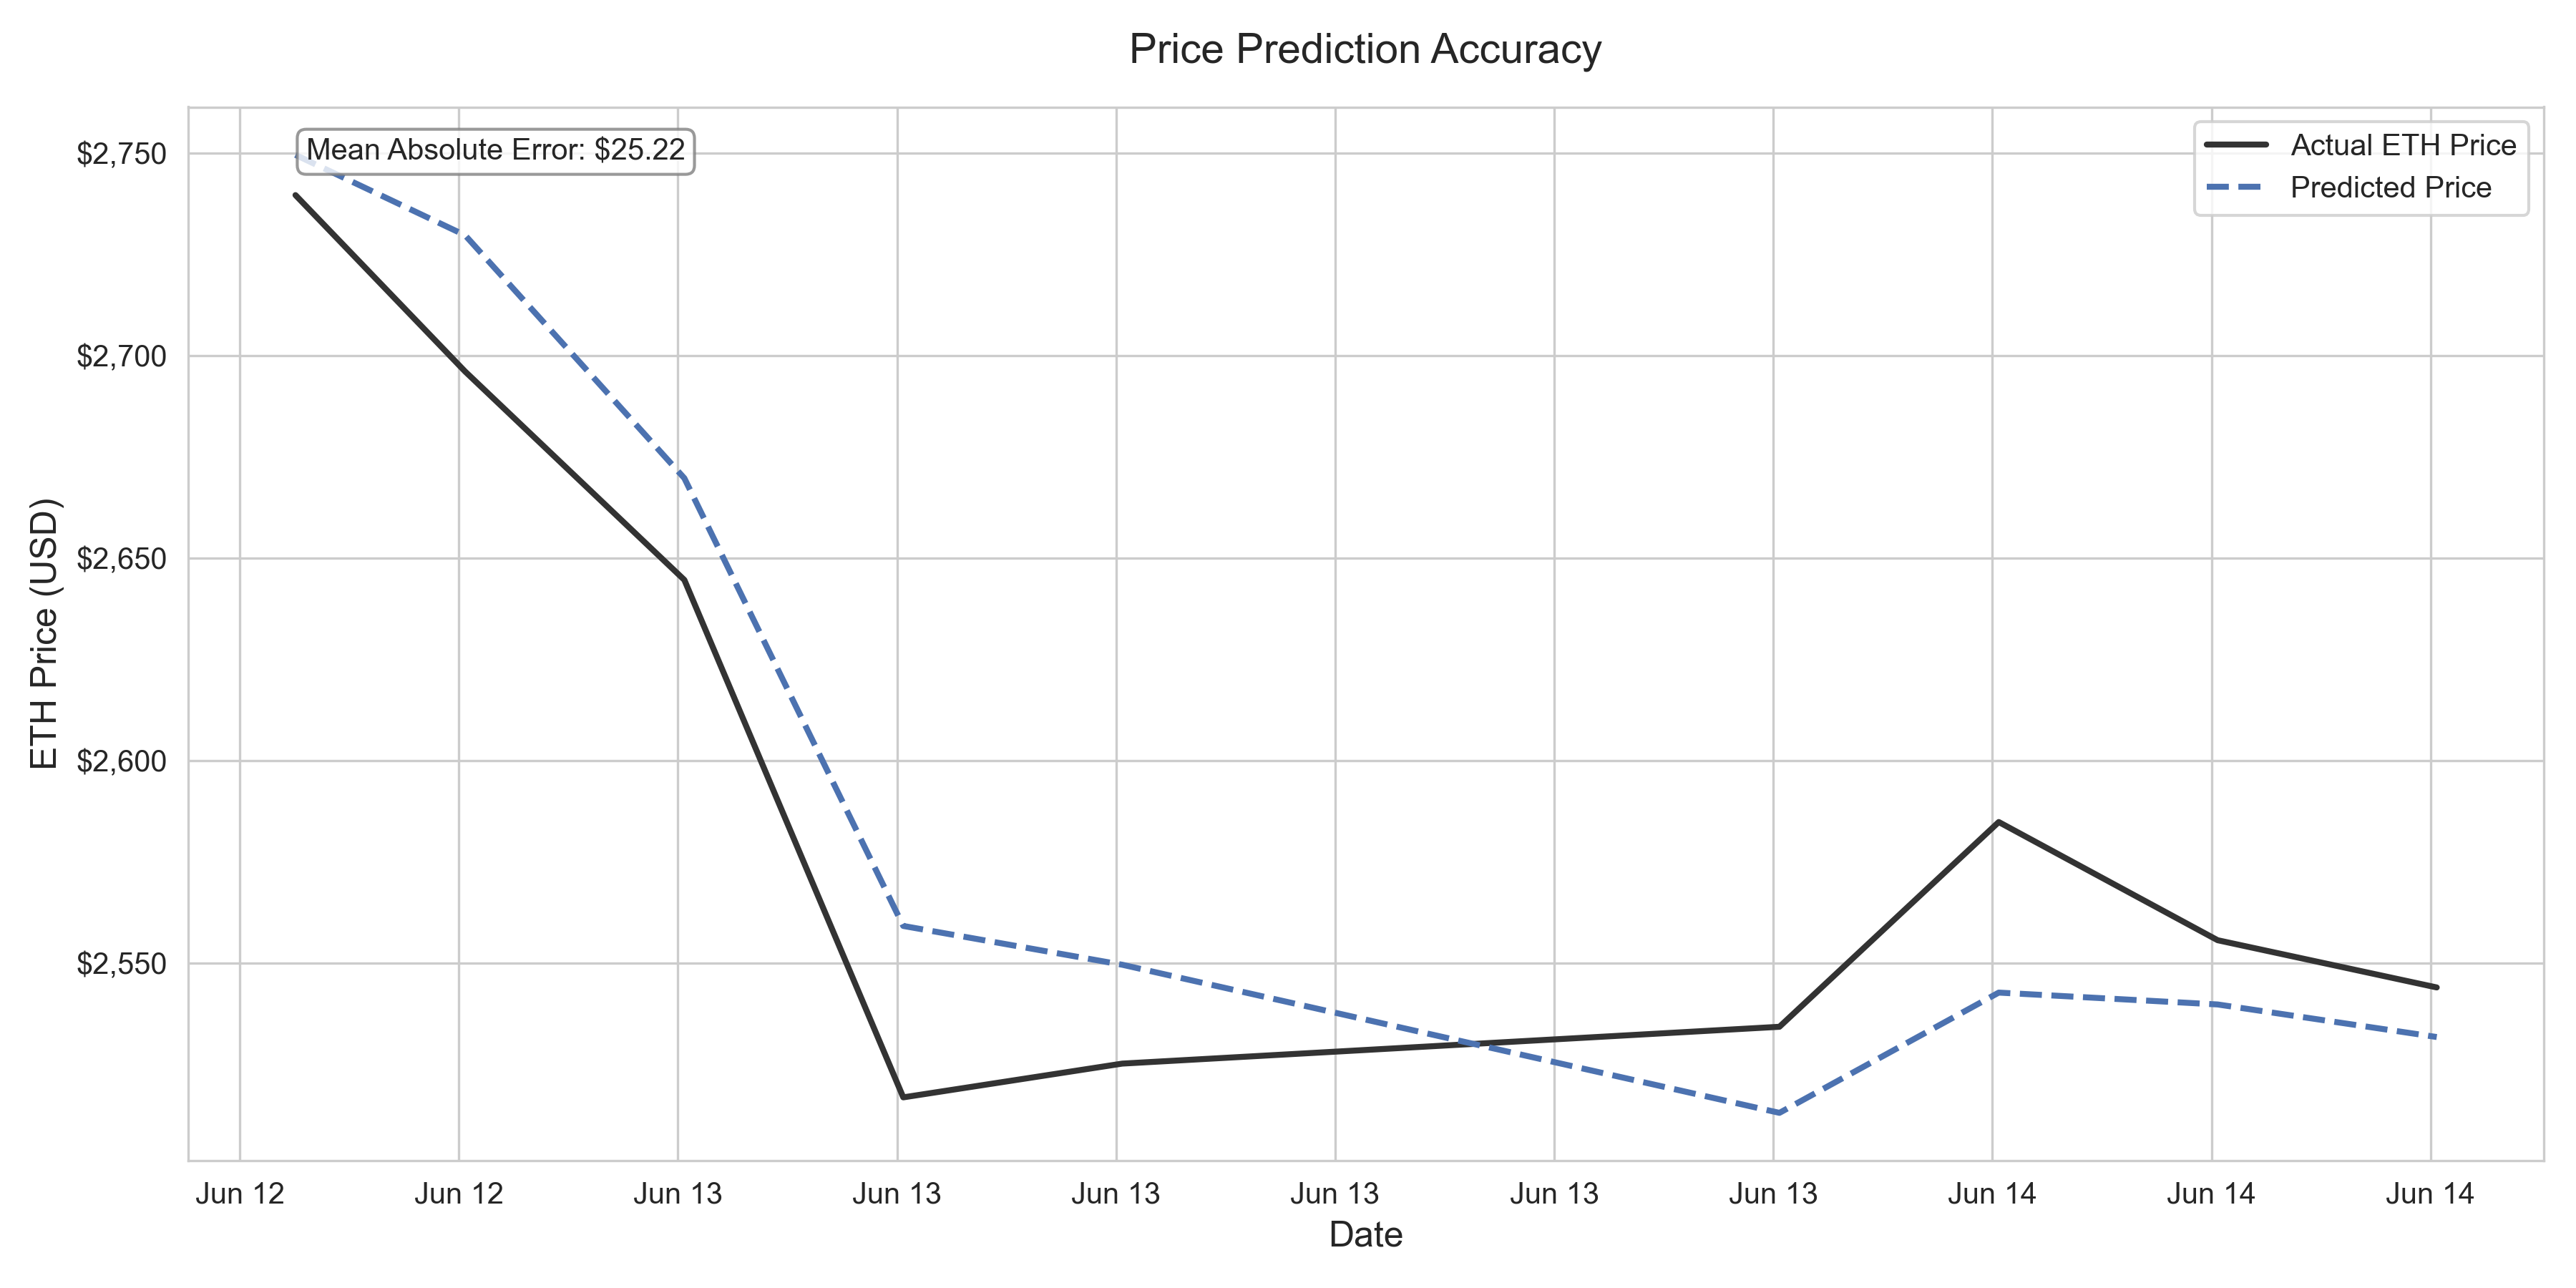 Price Prediction Accuracy
Mean Absolute Error: $25.22
Actual ETH Price
Predicted Price
ETH Price (USD)
$2,750
$2,700
$2,650
$2,600
$2,550
Jun 12 Jun 12 Jun 13 Jun 13 Jun 13 Jun 13 Jun 13 Jun 13 Jun 14 Jun 14 Jun 14
Date